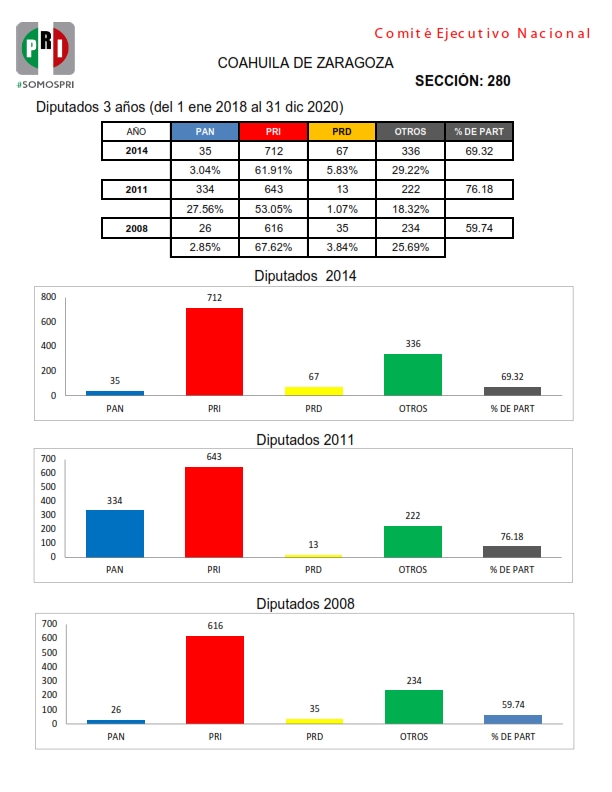 PRI
Comité Ejecutivo Nacional
#SOMOSPRI
COAHUILA DE ZARAGOZA
SECCIÓN: 280
Diputados 3 años (del 1 ene 2018 al 31 dic 2020)
AÑO PAN PRI PRD OTROS % DE PART
2014 35 712 67 336 69.32
3.04% 61.91% 5.83% 29.22%
2011 334 643 13 222 76.18
27.56% 53.05% 1.07% 18.32%
2008 26 616 35 234 59.74
2.85% 67.62% 3.84% 25.69%
Diputados 2014
800
600
400
200
0
35 712 67 336 69.32
PAN PRI PRD OTROS % DE PART
Diputados 2011
700
600
500
400
300
200
100
0
334 643 13 222 76.18
PAN PRI PRD OTROS % DE PART
Diputados 2008
700
600
500
400
300
200
100
0
26 616 35 234 59.74
PAN PRI PRD OTROS % DE PART